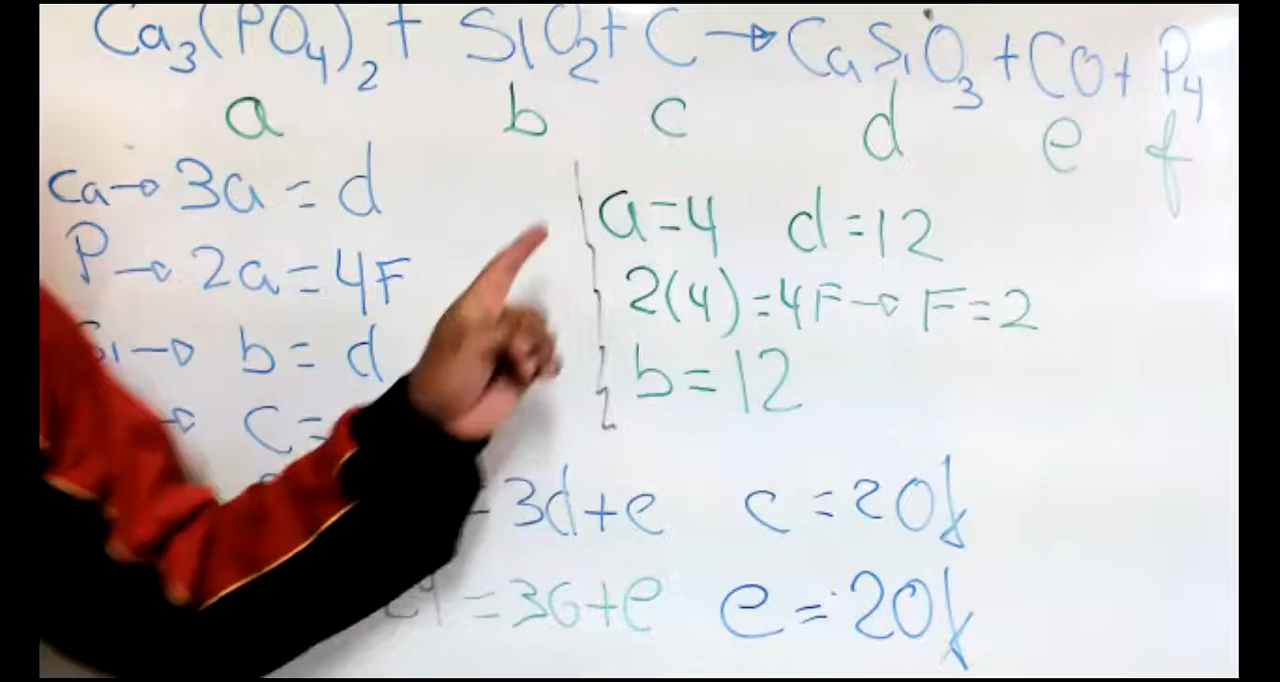 Ca₃(PO₄)₂ + SiO₂ + C → CaSiO₃ + CO + P₄
a b c d e f
Ca → 3a = d
P → 2a = 4F
Si → b = d
→ c =
3d + e
= 36 + e
a = 4 d = 12
2(4) = 4F → F = 2
b = 12
c = 20
e = 20